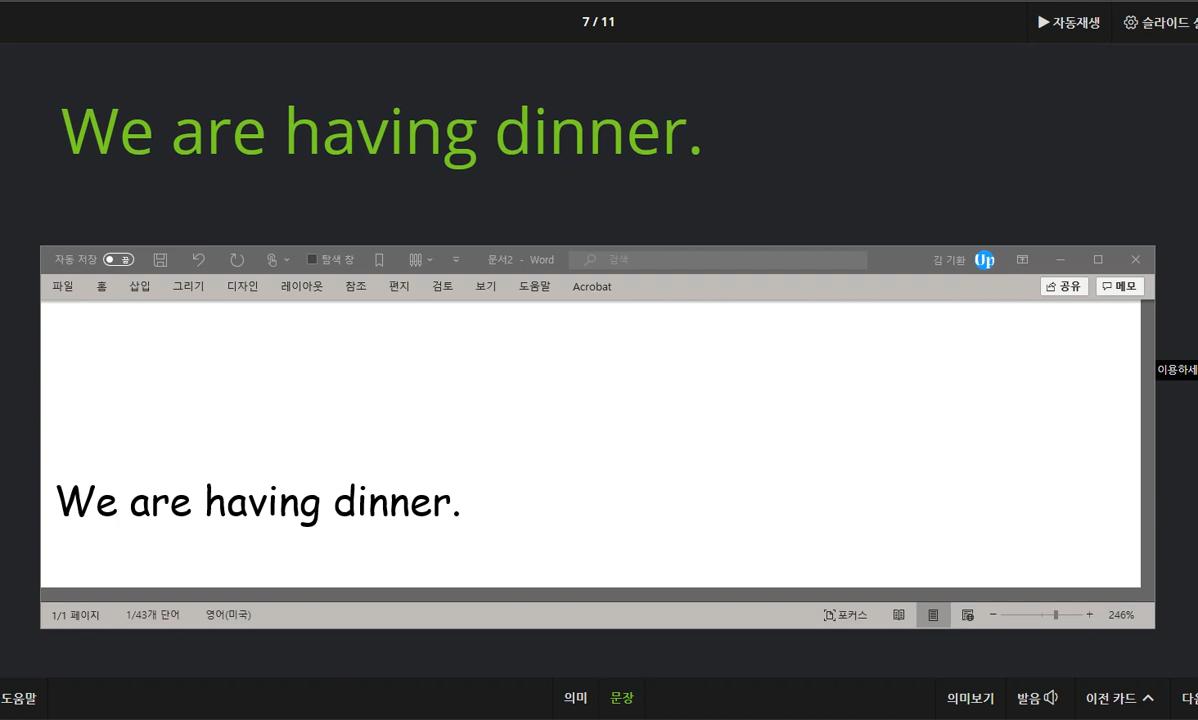 7 / 11
자동재생
슬라이드
We are having dinner.
자동 저장 끔
탐색 창
문서2 - Word
검색
김 기환
Up
파일 홈 삽입 그리기 디자인 레이아웃 참조 편지 검토 보기 도움말 Acrobat
공유 메모
이용하세
We are having dinner.
1/1 페이지 1/43개 단어 영어(미국)
포커스
246%
도움말
의미 문장
의미보기 발음 이전 카드